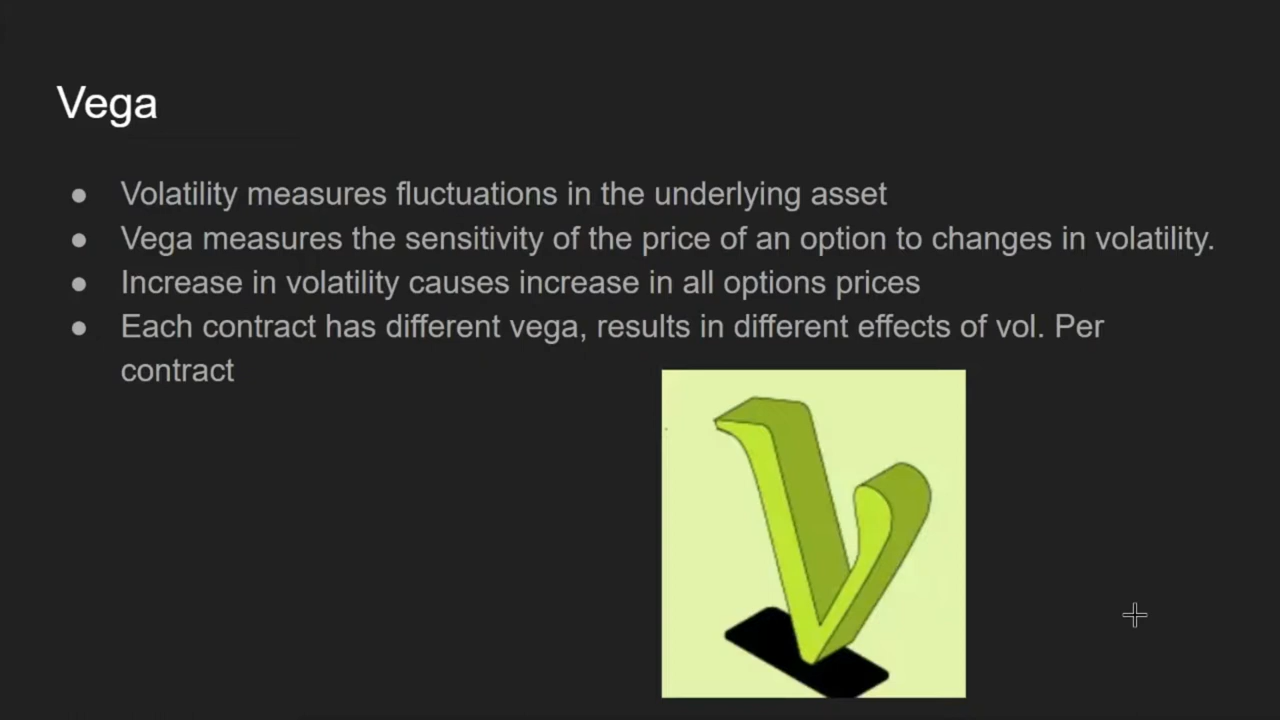 Vega
● Volatility measures fluctuations in the underlying asset
● Vega measures the sensitivity of the price of an option to changes in volatility.
● Increase in volatility causes increase in all options prices
● Each contract has different vega, results in different effects of vol. Per
contract
V